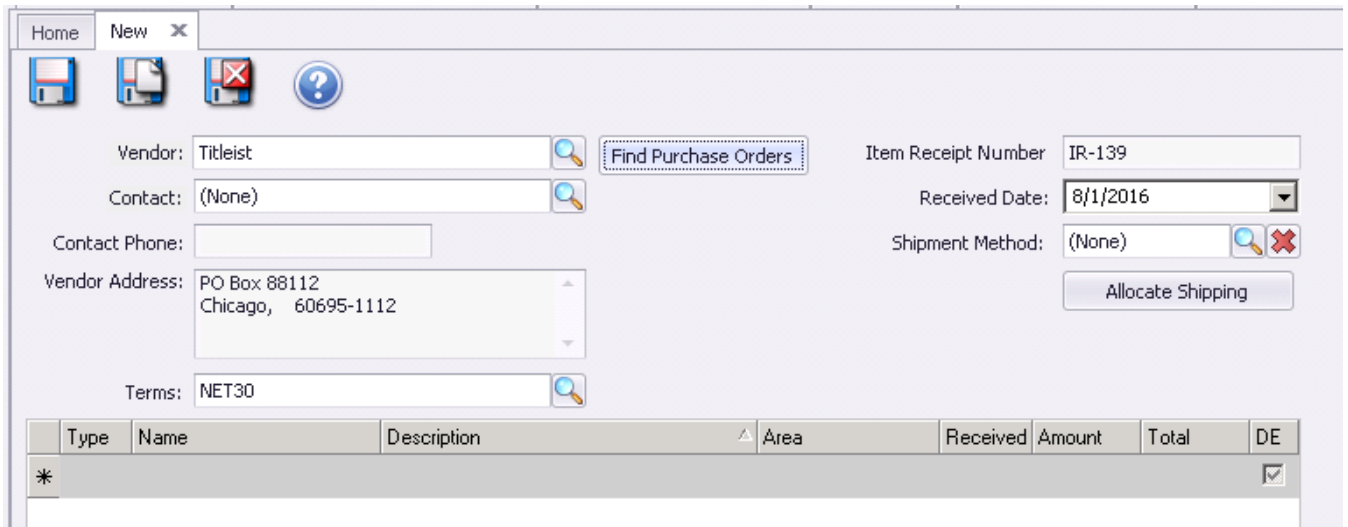 Home New
Vendor: Titleist Find Purchase Orders Item Receipt Number IR-139
Contact: (None) Received Date: 8/1/2016
Contact Phone: Shipment Method: (None)
Vendor Address: PO Box 88112 Allocate Shipping
Chicago, 60695-1112
Terms: NET30
Type Name Description Area Received Amount Total DE